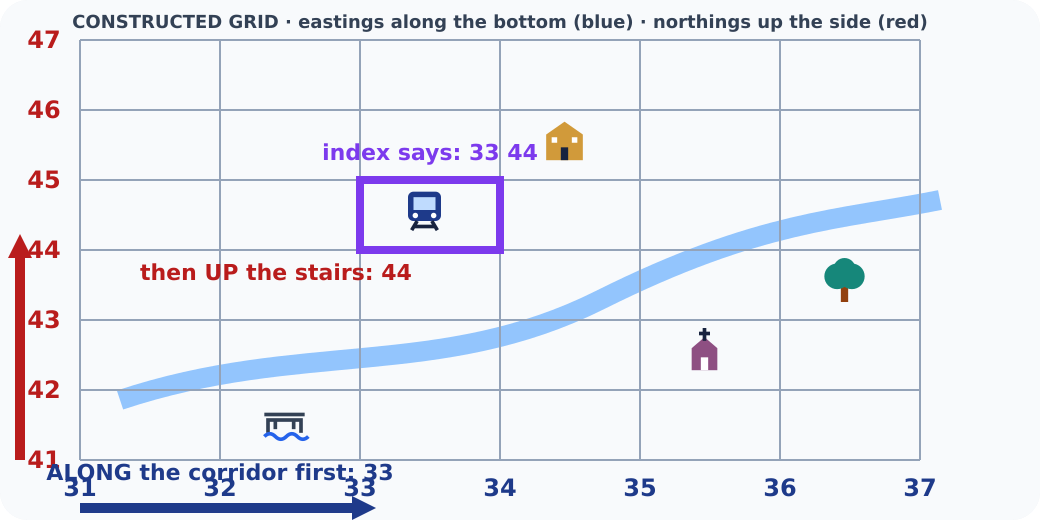 CONSTRUCTED GRID · eastings along the bottom (blue) · northings up the side (red)
47
46
index says: 33 44
45
44
then UP the stairs: 44
43
42
41
ALONG the corridor first: 33
31 32 33 34 35 36 37